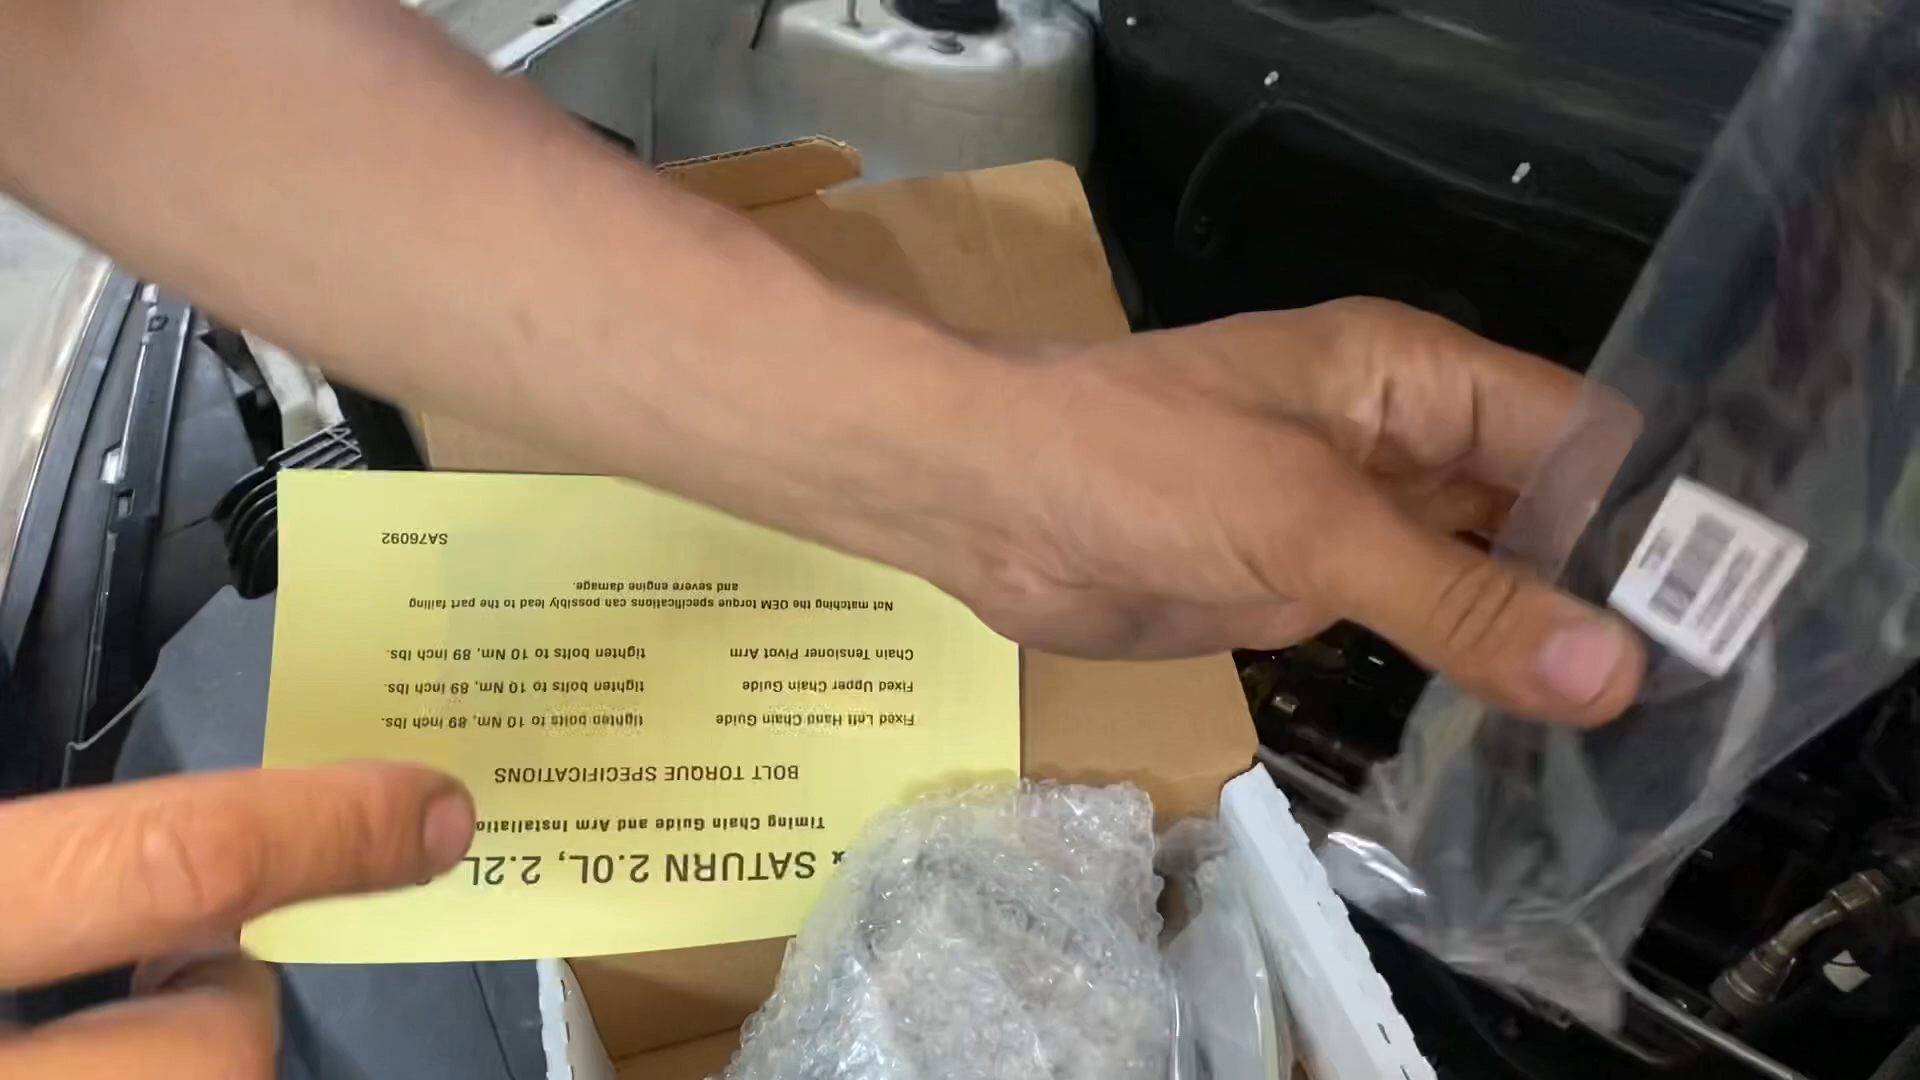 SATURN 2.0L, 2.2L
Timing Chain Guide and Arm Installatio
BOLT TORQUE SPECIFICATIONS
Fixed Left Hand Chain Guide tighten bolts to 10 Nm, 89 inch lbs.
Fixed Upper Chain Guide tighten bolts to 10 Nm, 89 inch lbs.
Chain Tensioner Pivot Arm tighten bolts to 10 Nm, 89 inch lbs.
Not matching the OEM torque specifications can possibly lead to the part failing
and severe engine damage.
SA76092